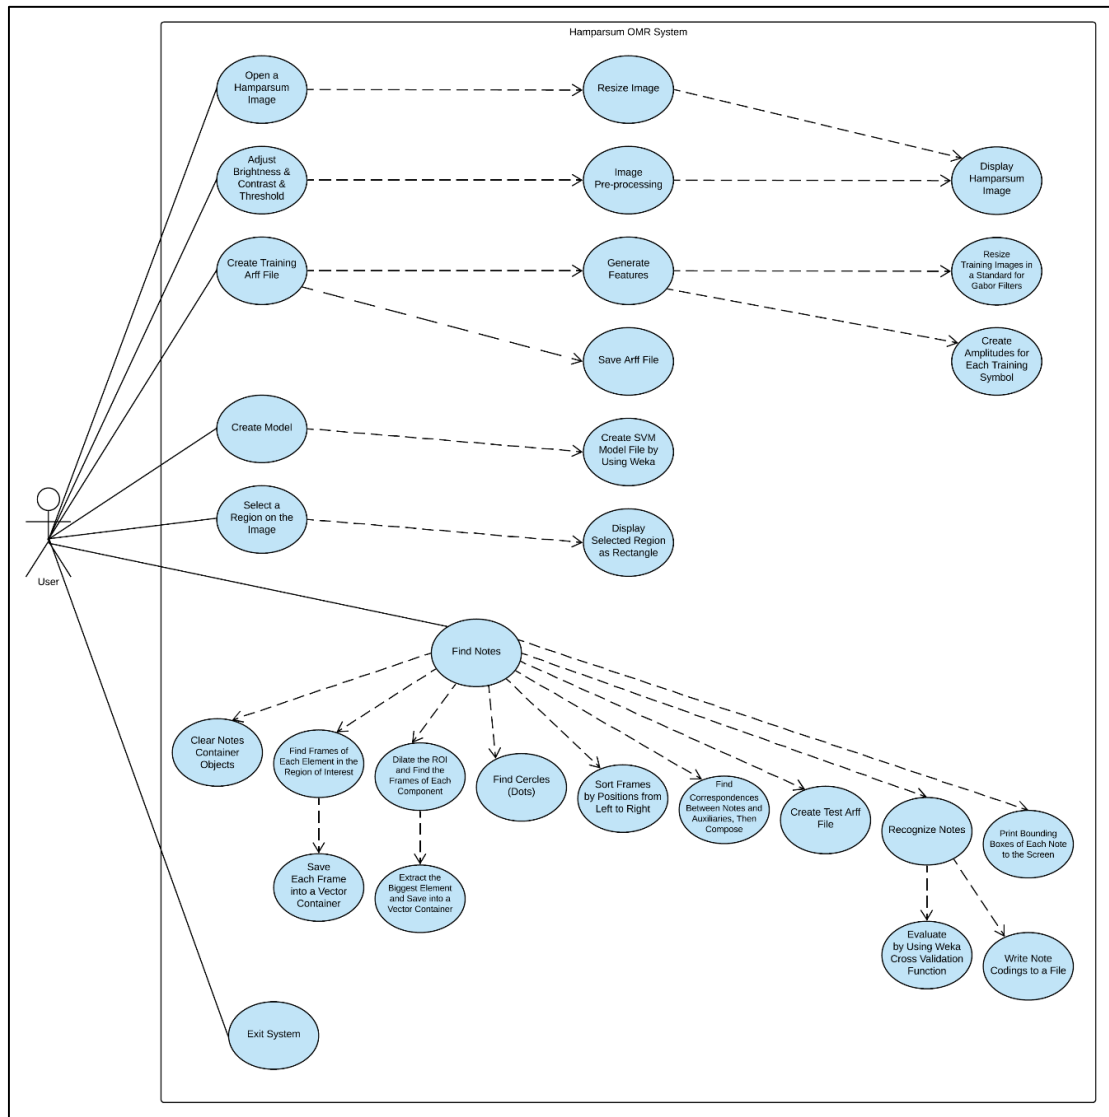 Hamparsum OMR System
Open a
Hamparsum
Image
Resize Image
Adjust
Brightness &
Contrast &
Threshold
Image
Pre-processing
Display
Hamparsum
Image
Create Training
Arff File
Generate
Features
Resize
Training Images in
a Standard for
Gabor Filters
Save Arff File
Create
Amplitudes for
Each Training
Symbol
Create Model
Create SVM
Model File by
Using Weka
Select a
Region on the
Image
Display
Selected Region
as Rectangle
User
Find Notes
Clear Notes
Container
Objects
Find Frames of
Each Element in the
Region of Interest
Dilate the ROI
and Find the
Frames of Each
Component
Find Cercles
(Dots)
Sort Frames
by Positions from
Left to Right
Find
Correspondences
Between Notes and
Auxiliaries, Then
Compose
Create Test Arff
File
Recognize Notes
Print Bounding
Boxes of Each Note
to the Screen
Save
Each Frame
into a Vector
Container
Extract the
Biggest Element
and Save into a
Vector Container
Evaluate
by Using Weka
Cross Validation
Function
Write Note
Codings to a File
Exit System